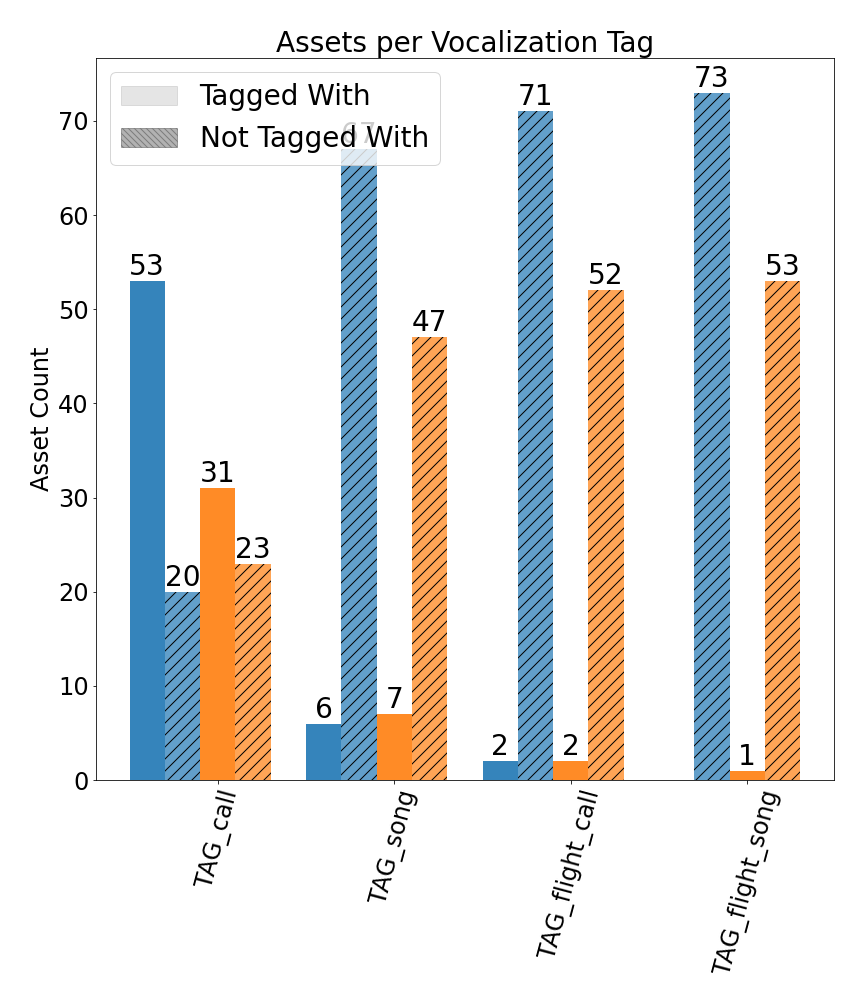 Assets per Vocalization Tag
Tagged With
Not Tagged With
Asset Count
70
60
50
40
30
20
10
0
53
20
31
23
6
67
7
47
2
71
2
52
73
1
53
TAG_call
TAG_song
TAG_flight_call
TAG_flight_song